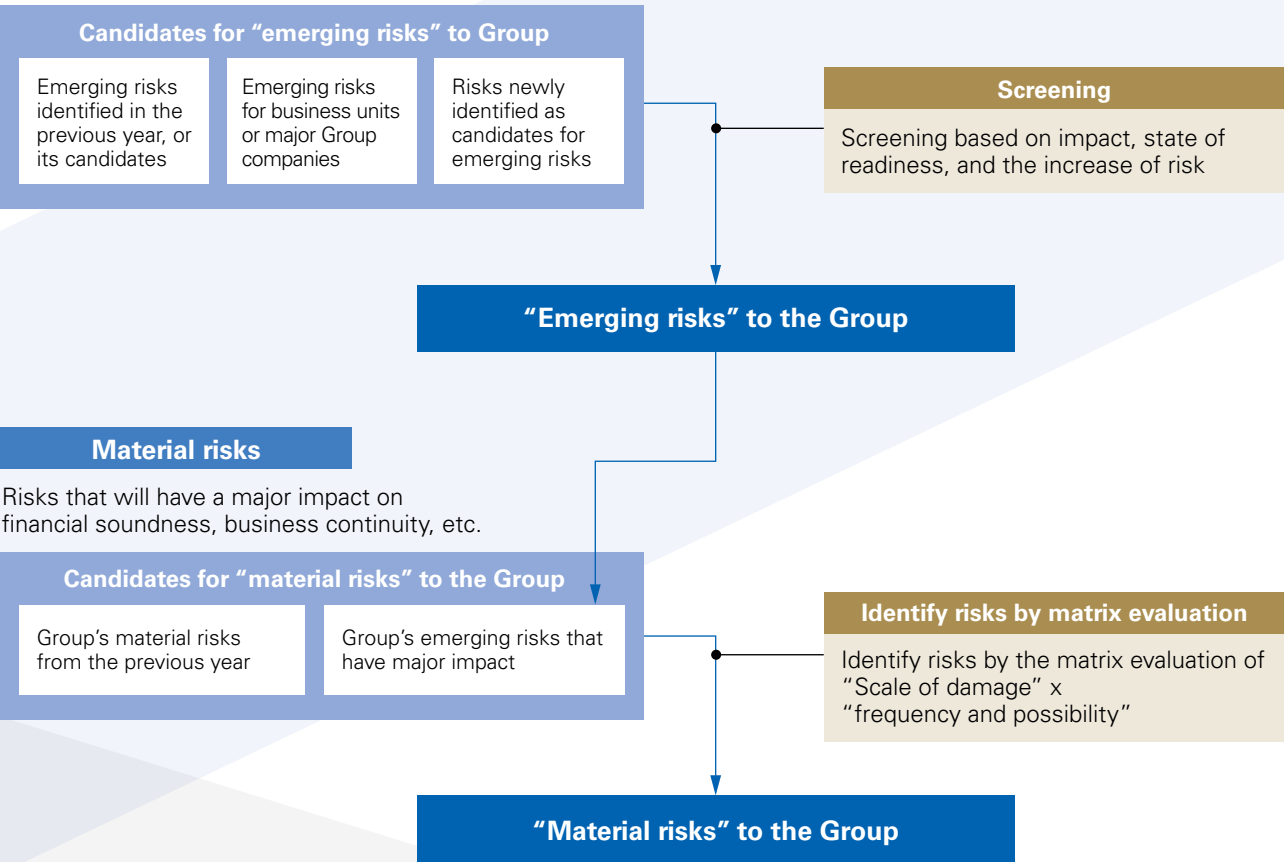 Candidates for “emerging risks” to Group
Emerging risks
identified in the
previous year, or
its candidates
Emerging risks
for business units
or major Group
companies
Risks newly
identified as
candidates for
emerging risks
Screening
Screening based on impact, state of
readiness, and the increase of risk
“Emerging risks” to the Group
Material risks
Risks that will have a major impact on
financial soundness, business continuity, etc.
Candidates for “material risks” to the Group
Group’s material risks
from the previous year
Group’s emerging risks that
have major impact
Identify risks by matrix evaluation
Identify risks by the matrix evaluation of
“Scale of damage” x
“frequency and possibility”
“Material risks” to the Group